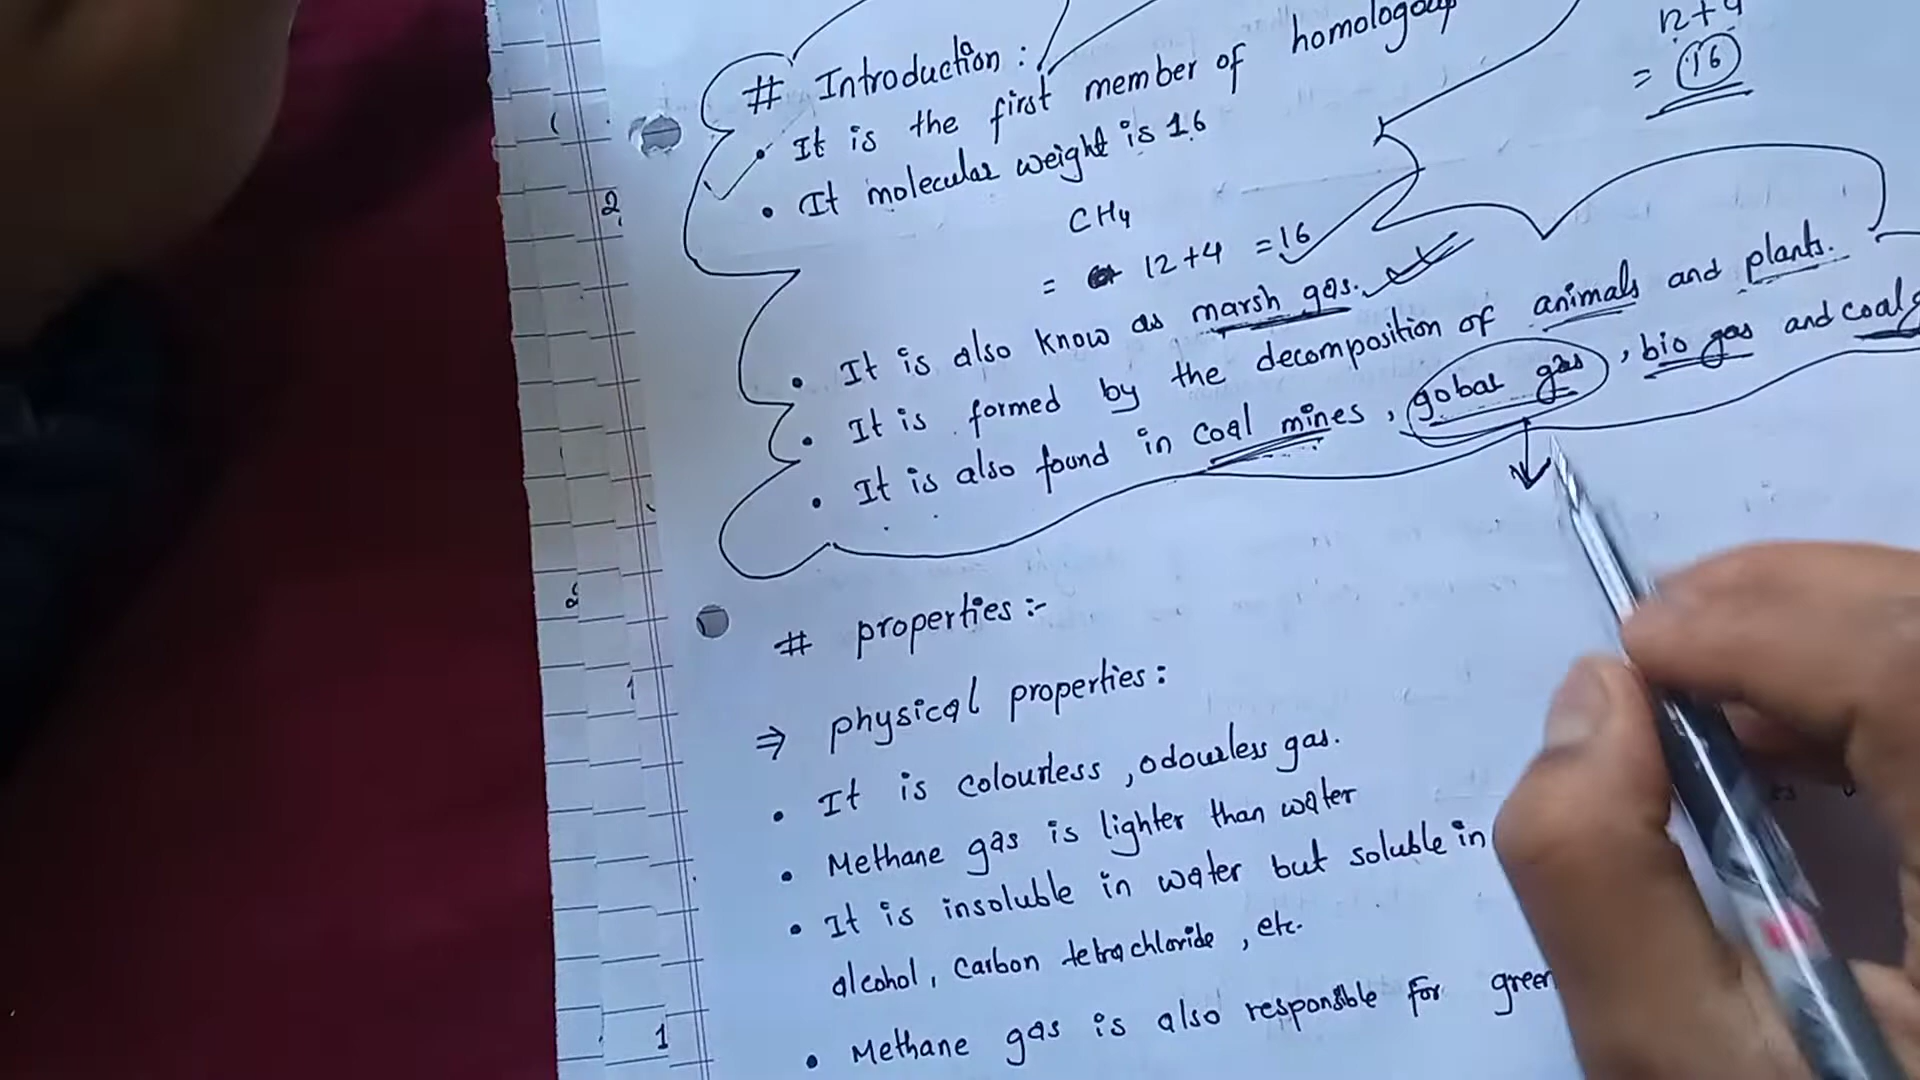 # Introduction :
12+4
= 16
• It is the first member of homologoup
• It molecular weight is 16
CH4
= 12+4 =16
• It is also know as marsh gas.
• It is formed by the decomposition of animals and plants.
• It is also found in coal mines, gobar gas, bio gas and coal
# properties :-
⇒ physical properties :
• It is colourless, odourless gas.
• Methane gas is lighter than water
• It is insoluble in water but soluble in
alcohol, Carbon tetrachloride, etc.
• Methane gas is also responsible for green
2
1
1